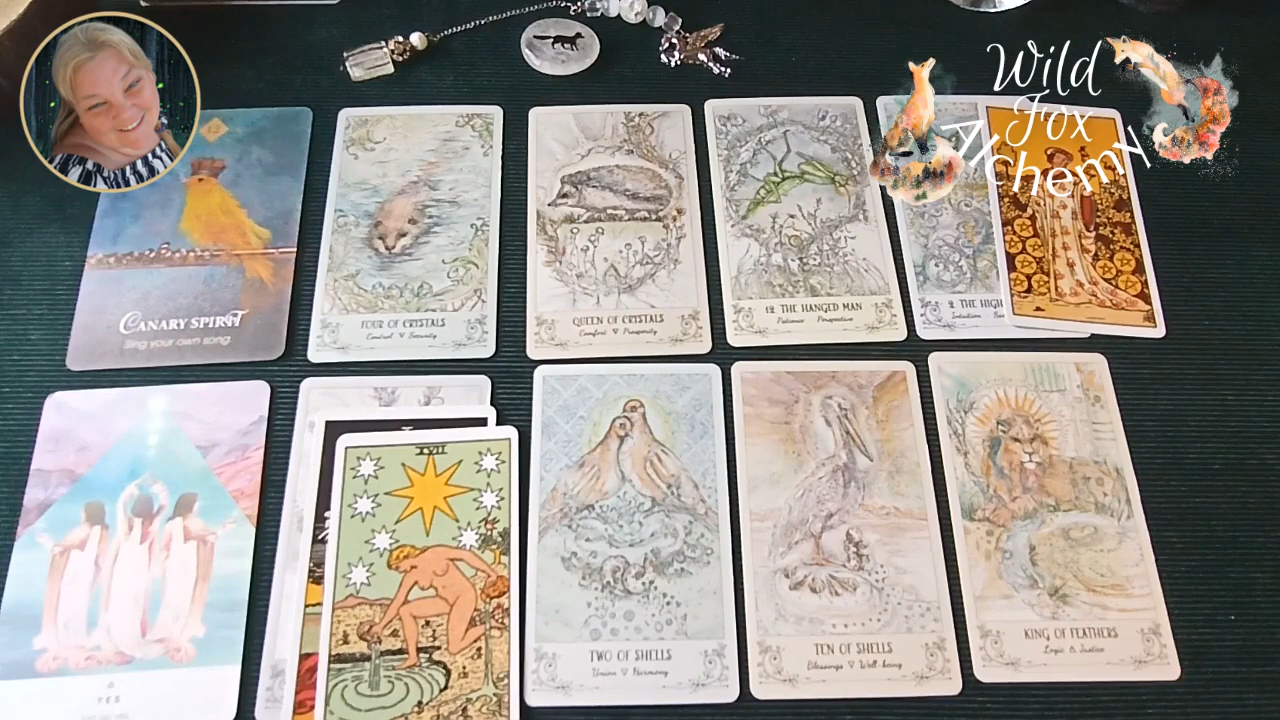 Wild
Fox
Alchemy
12
CANARY SPIRIT
Sing your own song.
FOUR OF CRYSTALS
Control Security
QUEEN OF CRYSTALS
Comfort Prosperity
12 THE HANGED MAN
Patience Perspective
2 THE HIGH
Intuition
YES
XVII
TWO OF SHELLS
Union Harmony
TEN OF SHELLS
Blessings Well-being
KING OF FEATHERS
Logic Justice